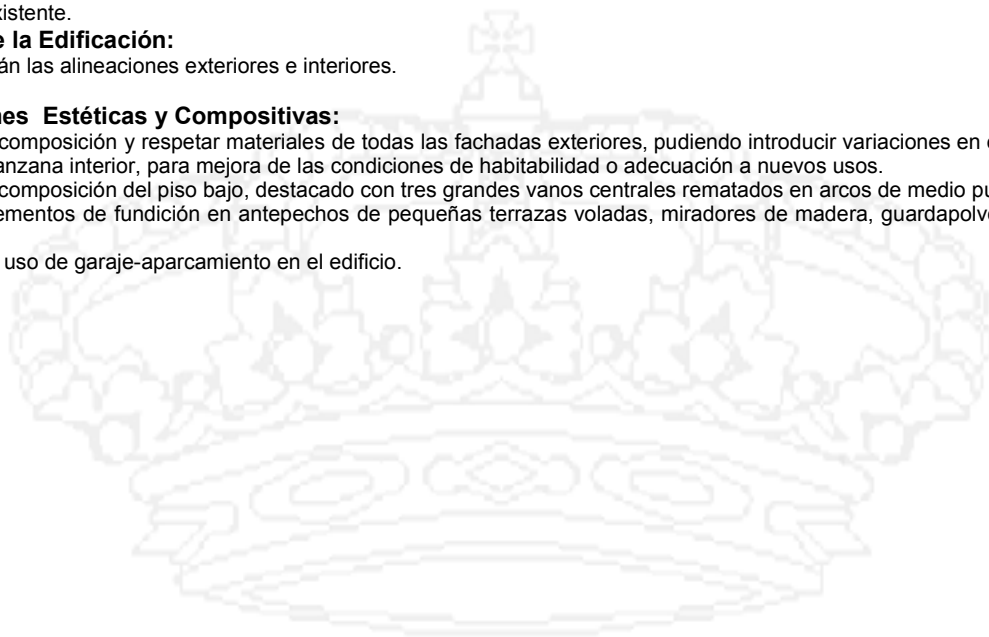 xistente.
e la Edificación:
án las alineaciones exteriores e interiores.
nes Estéticas y Compositivas:
composición y respetar materiales de todas las fachadas exteriores, pudiendo introducir variaciones en
anzana interior, para mejora de las condiciones de habitabilidad o adecuación a nuevos usos.
composición del piso bajo, destacado con tres grandes vanos centrales rematados en arcos de medio pu
ementos de fundición en antepechos de pequeñas terrazas voladas, miradores de madera, guardapolv
uso de garaje-aparcamiento en el edificio.